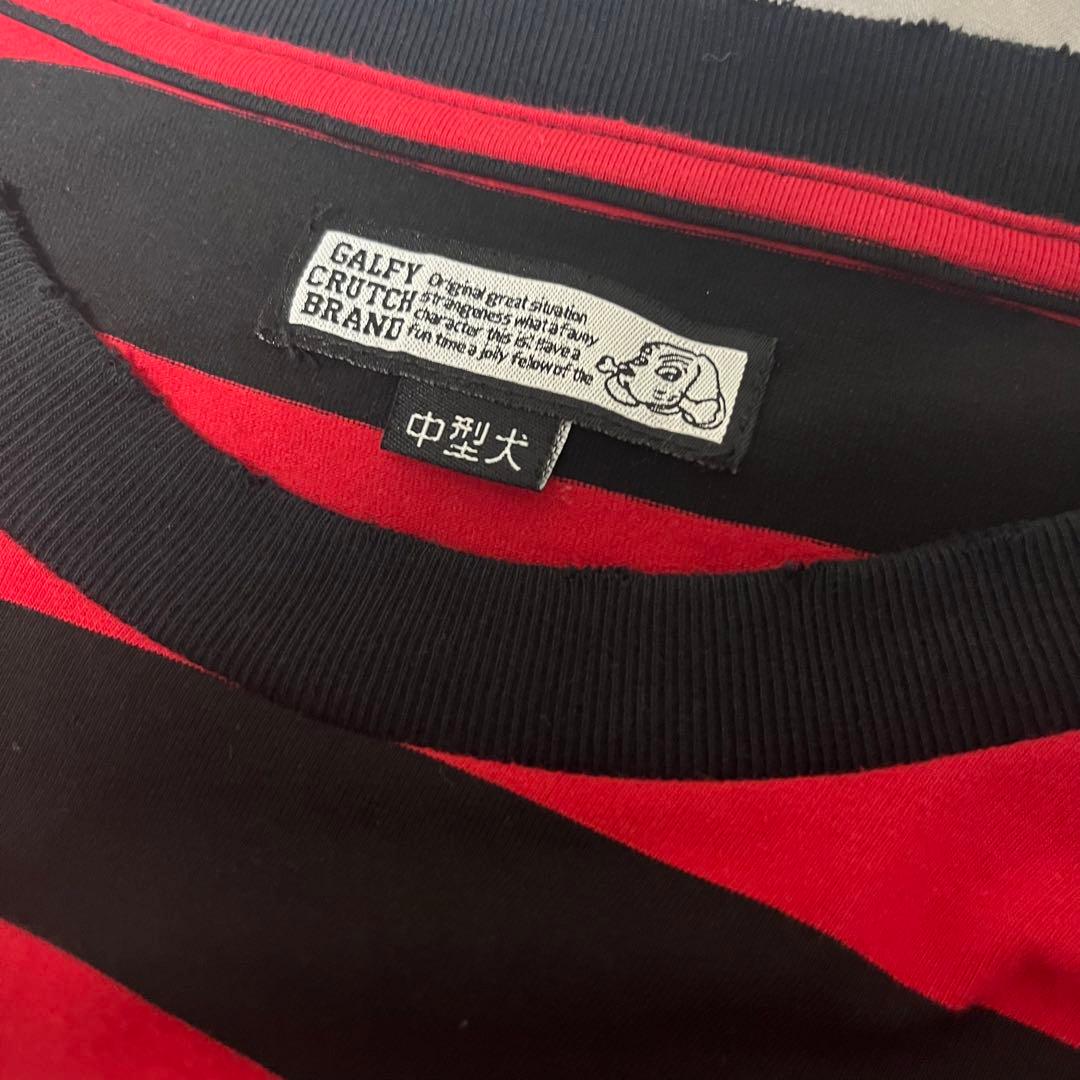 GALFY
CRUTCH
BRAND
Original great situation
strangeness what a fauny
character this is! Have a
Fun time a jolly fellow of the
中型犬